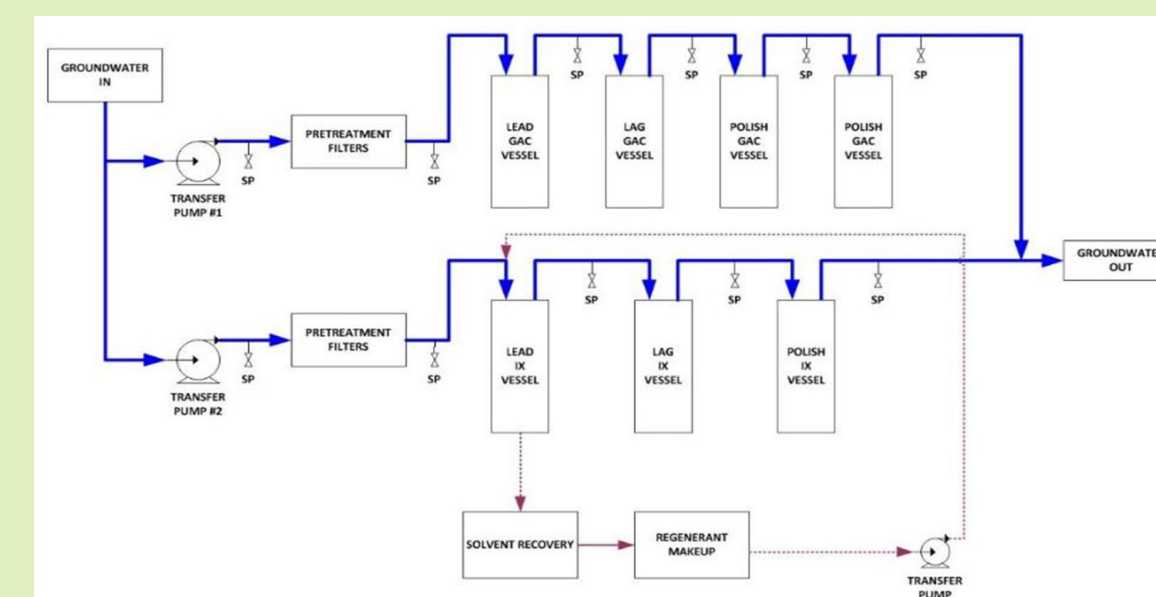 GROUNDWATER
IN
TRANSFER
PUMP #1
SP
PRETREATMENT
FILTERS
SP
LEAD
GAC
VESSEL
SP
LAG
GAC
VESSEL
SP
POLISH
GAC
VESSEL
SP
POLISH
GAC
VESSEL
SP
GROUNDWATE
OUT
TRANSFER
PUMP #2
SP
PRETREATMENT
FILTERS
SP
LEAD
IX
VESSEL
SP
LAG
IX
VESSEL
SP
POLISH
IX
VESSEL
SP
SOLVENT RECOVERY
REGENERANT
MAKEUP
TRANSFER
PUMP